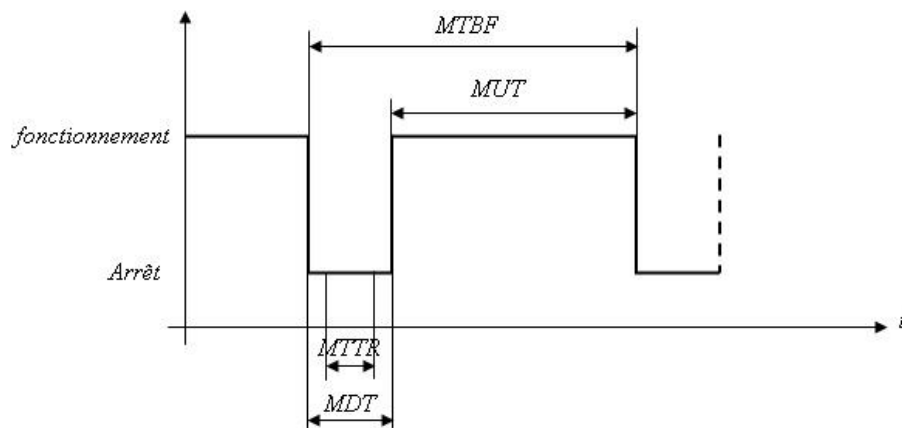 MTBF
MUT
fonctionnement
Arrêt
t
MTTR
MDT